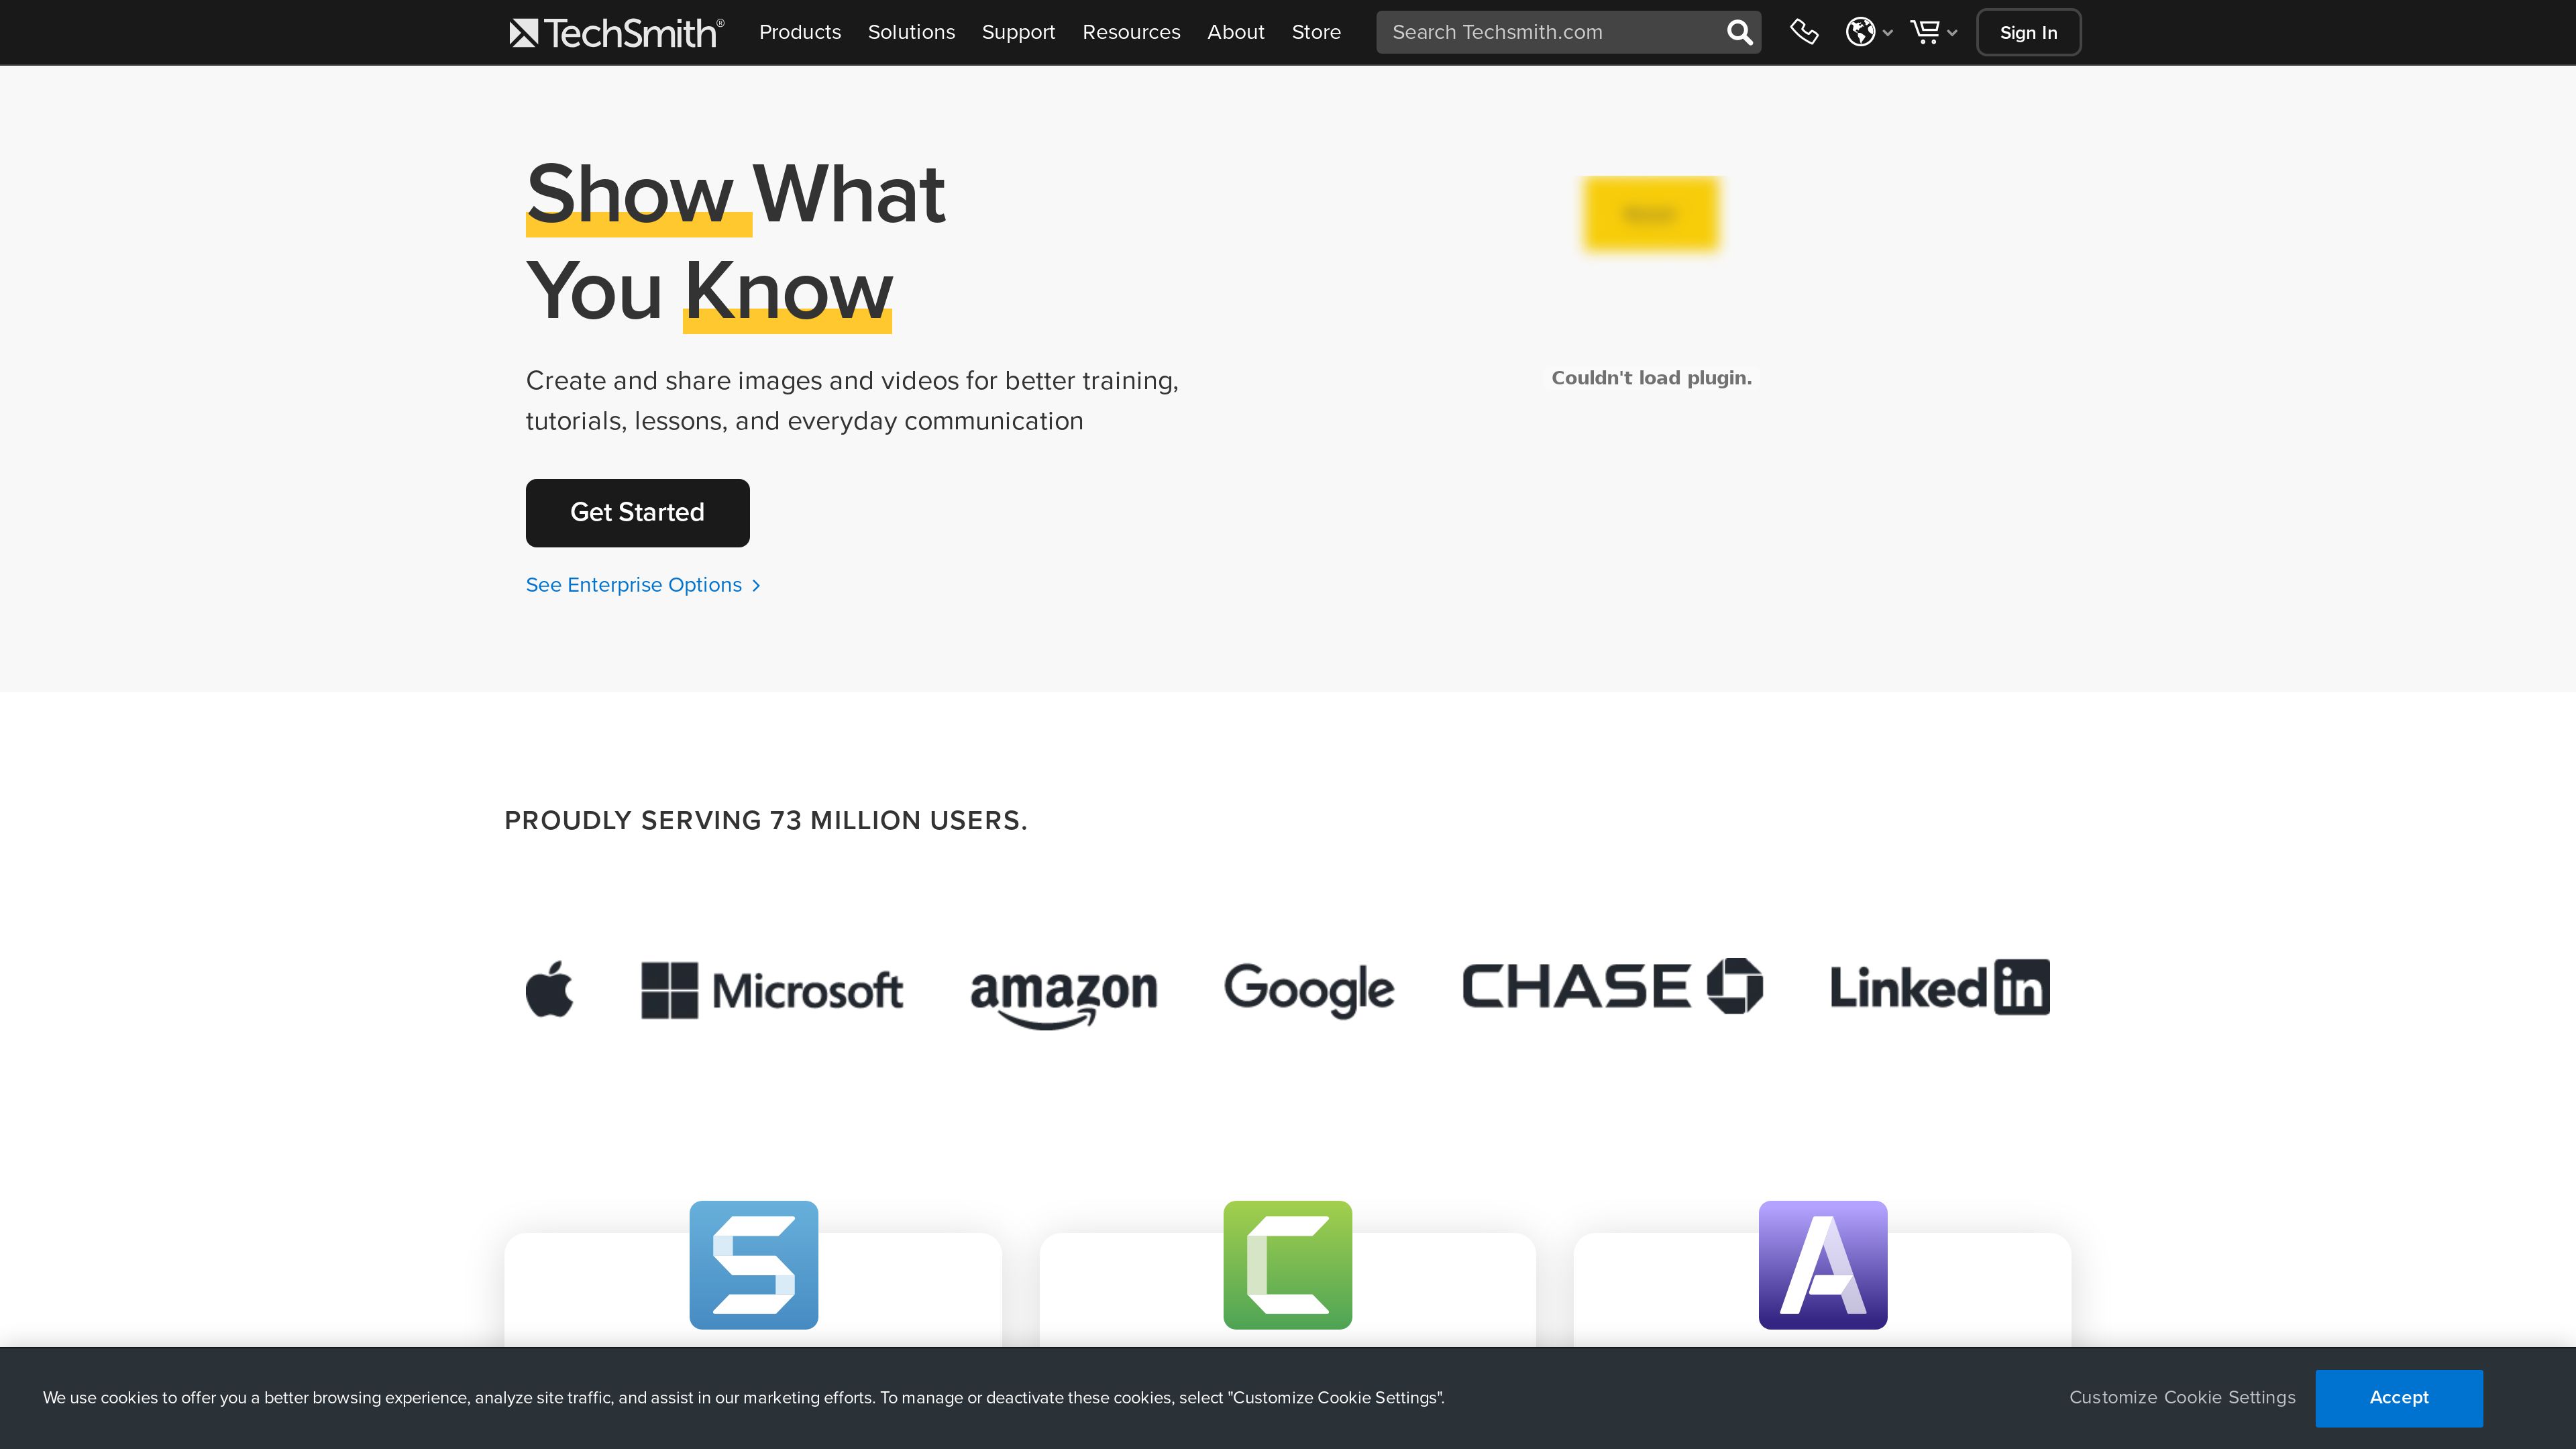 TechSmith®
Products
Solutions
Support
Resources
About
Store
Search Techsmith.com
Sign In
Show What
You Know
Create and share images and videos for better training,
tutorials, lessons, and everyday communication
Couldn't load plugin.
Get Started
See Enterprise Options
PROUDLY SERVING 73 MILLION USERS.
Microsoft
amazon
Google
CHASE
Linked in
S
C
A
We use cookies to offer you a better browsing experience, analyze site traffic, and assist in our marketing efforts. To manage or deactivate these cookies, select "Customize Cookie Settings".
Customize Cookie Settings
Accept